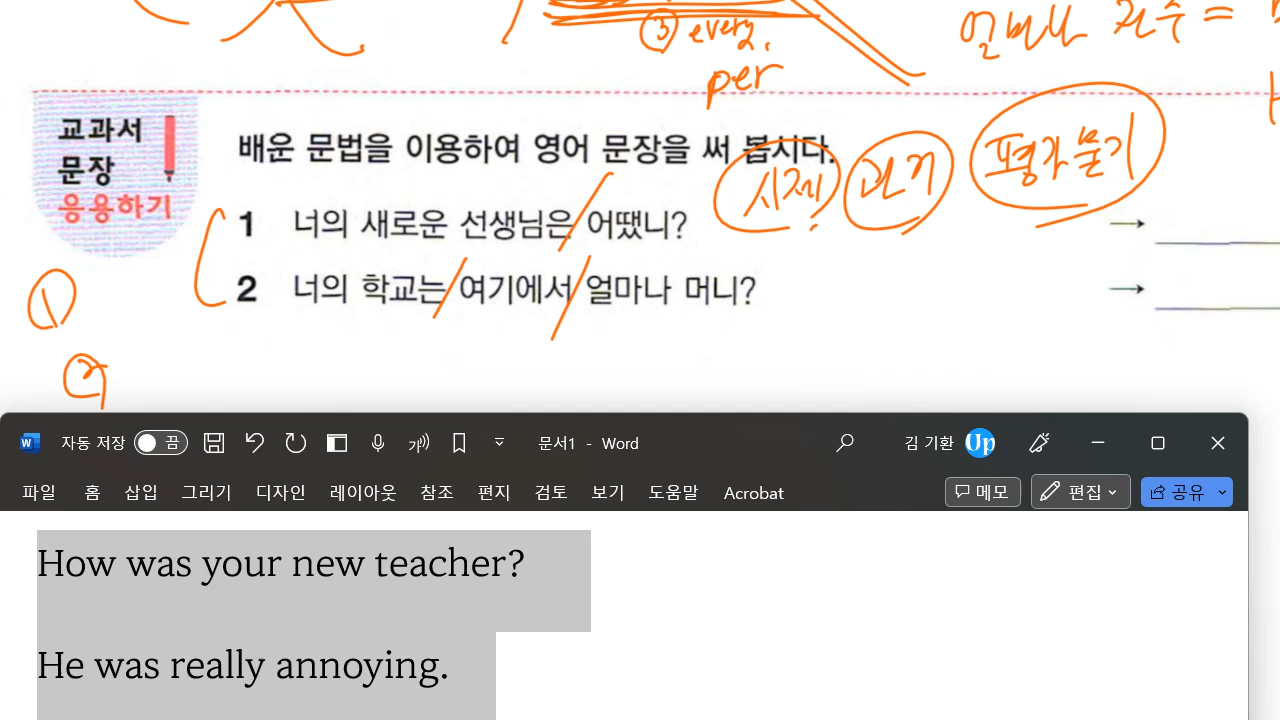 ③ every.
per
얼마나 자주 =
교과서
문장
응용하기
배운 문법을 이용하여 영어 문장을 써 봅시다.
시제 과거 평가 묻기
1 너의 새로운 선생님은 어땠니? →
2 너의 학교는 여기에서 얼마나 머니? →
①
②
자동 저장 끔 문서1 - Word 김 기환 Up
파일 홈 삽입 그리기 디자인 레이아웃 참조 편지 검토 보기 도움말 Acrobat 메모 편집 공유
How was your new teacher?
He was really annoying.